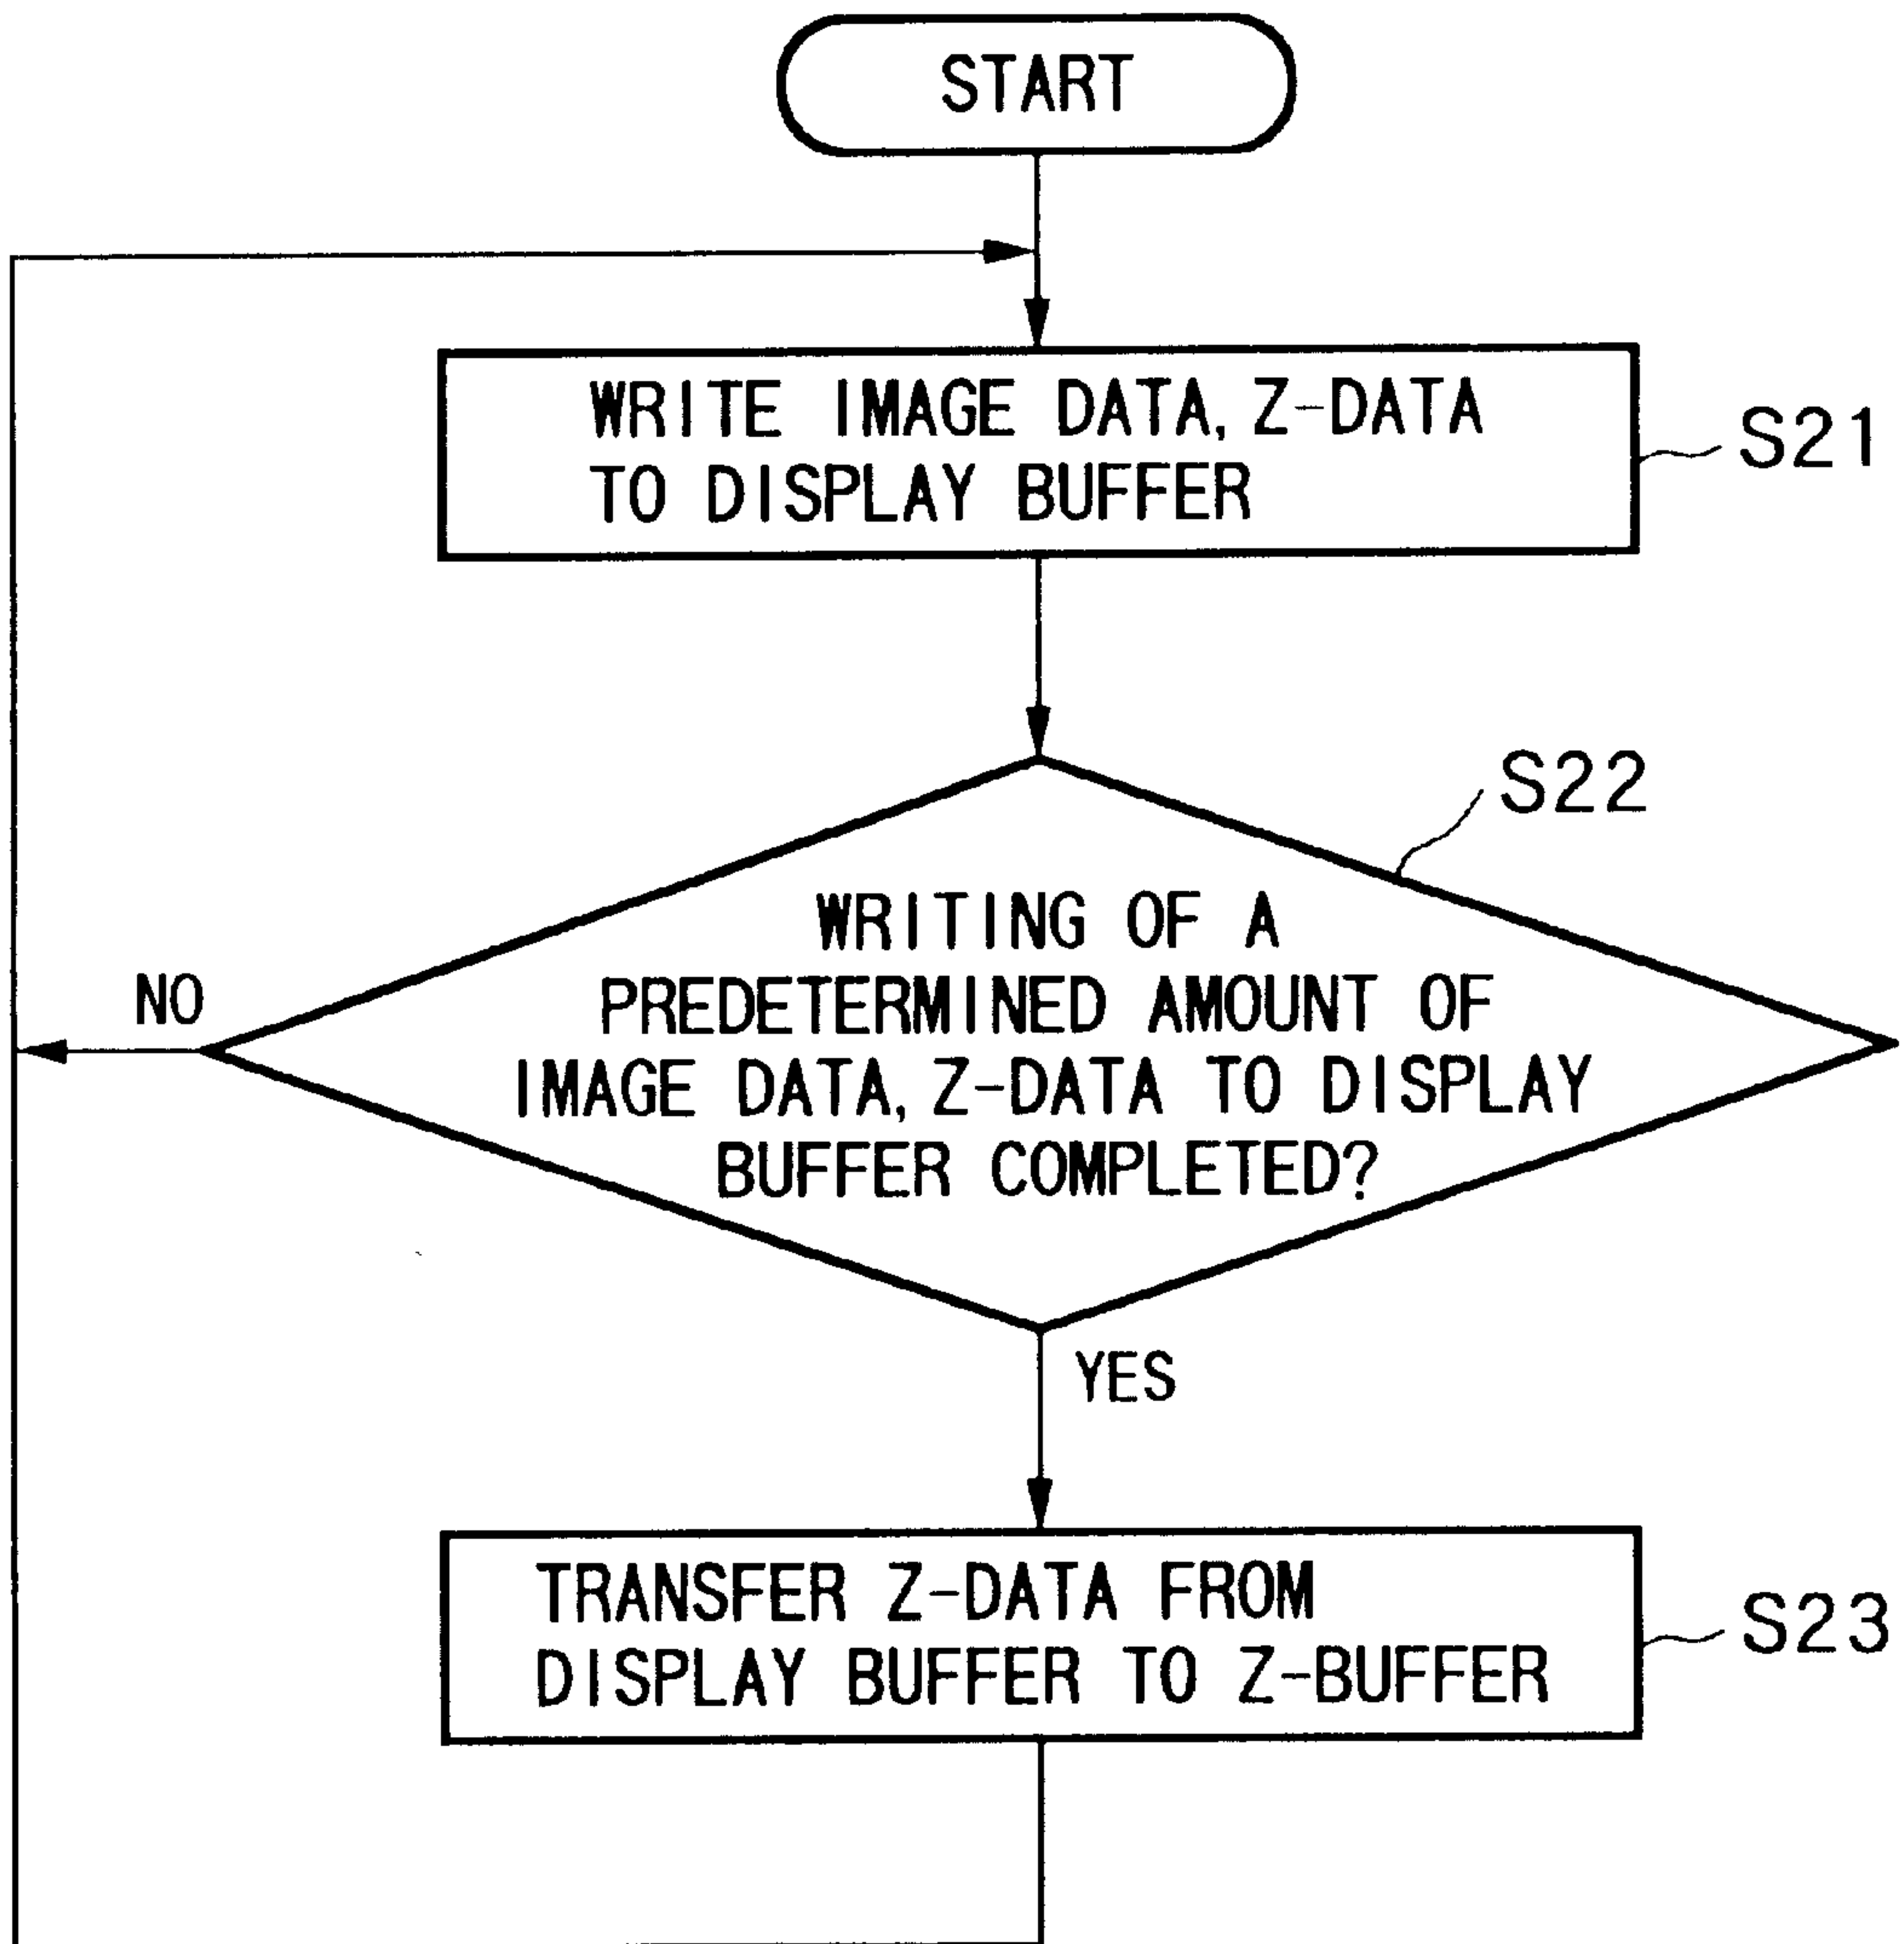 START
WRITE IMAGE DATA, Z-DATA
TO DISPLAY BUFFER
S21
S22
WRITING OF A
PREDETERMINED AMOUNT OF
IMAGE DATA, Z-DATA TO DISPLAY
BUFFER COMPLETED?
NO
YES
TRANSFER Z-DATA FROM
DISPLAY BUFFER TO Z-BUFFER
S23